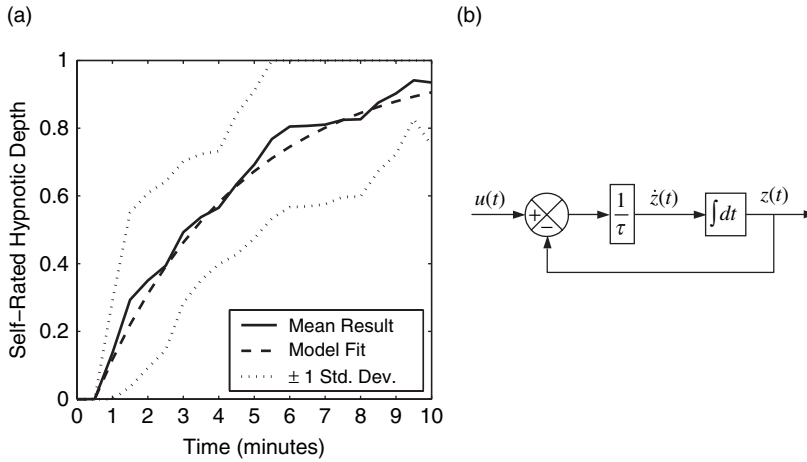 (a)
Self–Rated Hypnotic Depth
1
0.8
0.6
0.4
0.2
0
0 1 2 3 4 5 6 7 8 9 10
Time (minutes)
Mean Result
Model Fit
± 1 Std. Dev.
(b)
u(t)
+
−
1
τ
ż(t)
∫dt
z(t)